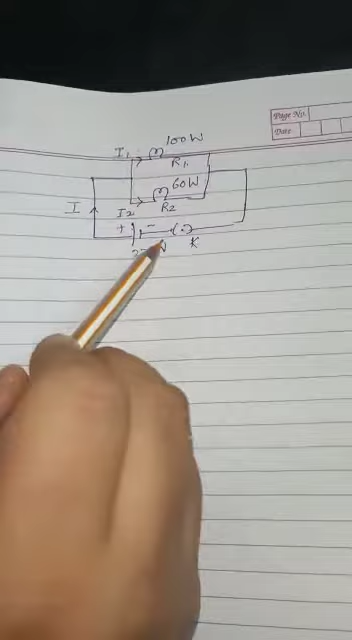 Page No.
Date
I₁ 100W
R₁
60W
I I₂ R₂
+ - K